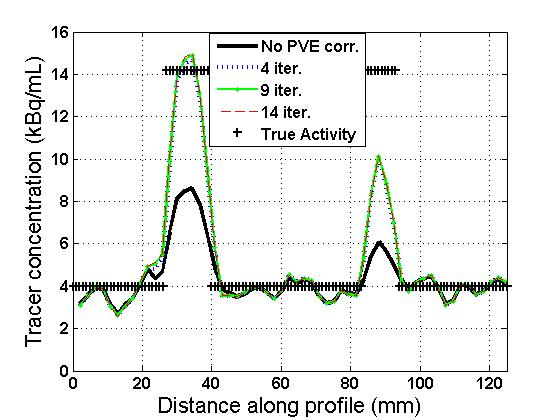 16
14
12
10
8
6
4
2
0
Tracer concentration (kBq/mL)
No PVE corr.
4 iter.
9 iter.
14 iter.
True Activity
0 20 40 60 80 100 120
Distance along profile (mm)